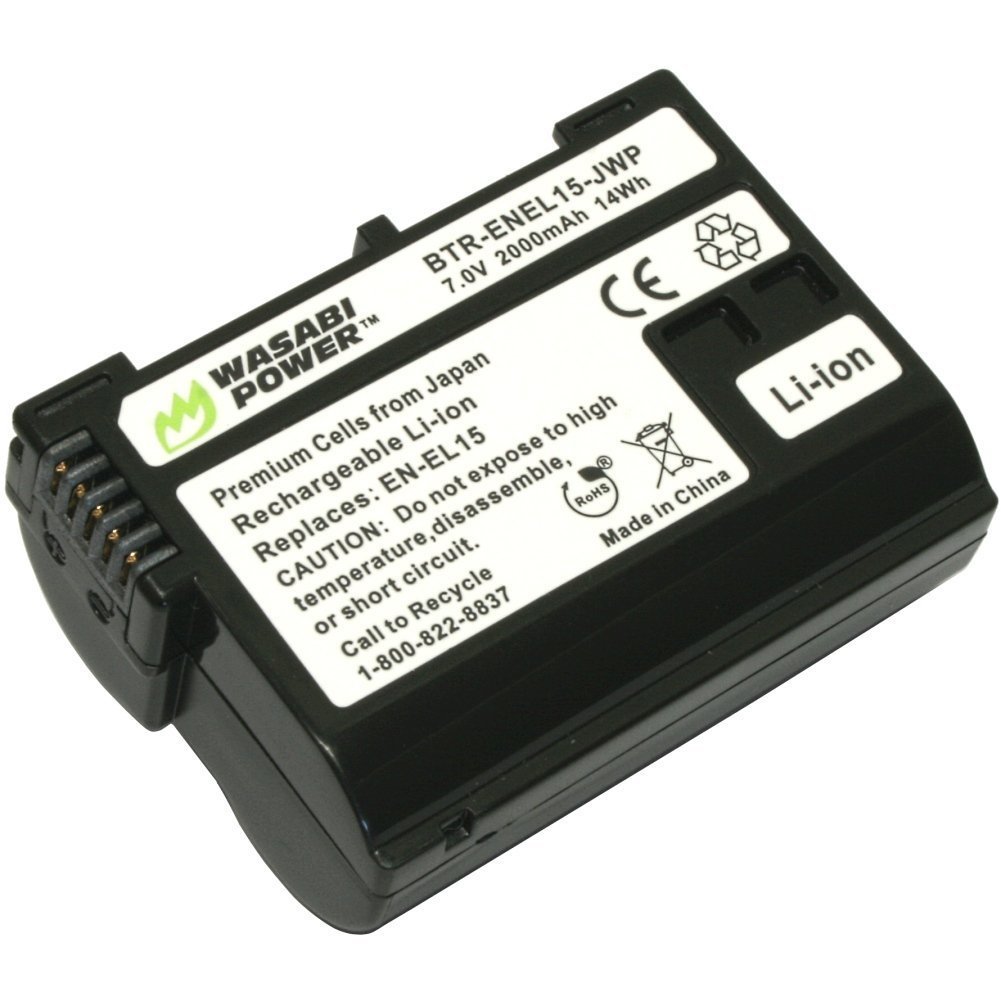 BTR-ENEL15-JWP
7.0V 2000mAh 14Wh
WASABI
POWER™
CE
Li-ion
Premium Cells from Japan
Rechargeable Li-ion
Replaces: EN-EL15
CAUTION: Do not expose to high
temperature,disassemble,
or short circuit.
Call to Recycle
1-800-822-8837
RoHS®
Made in China